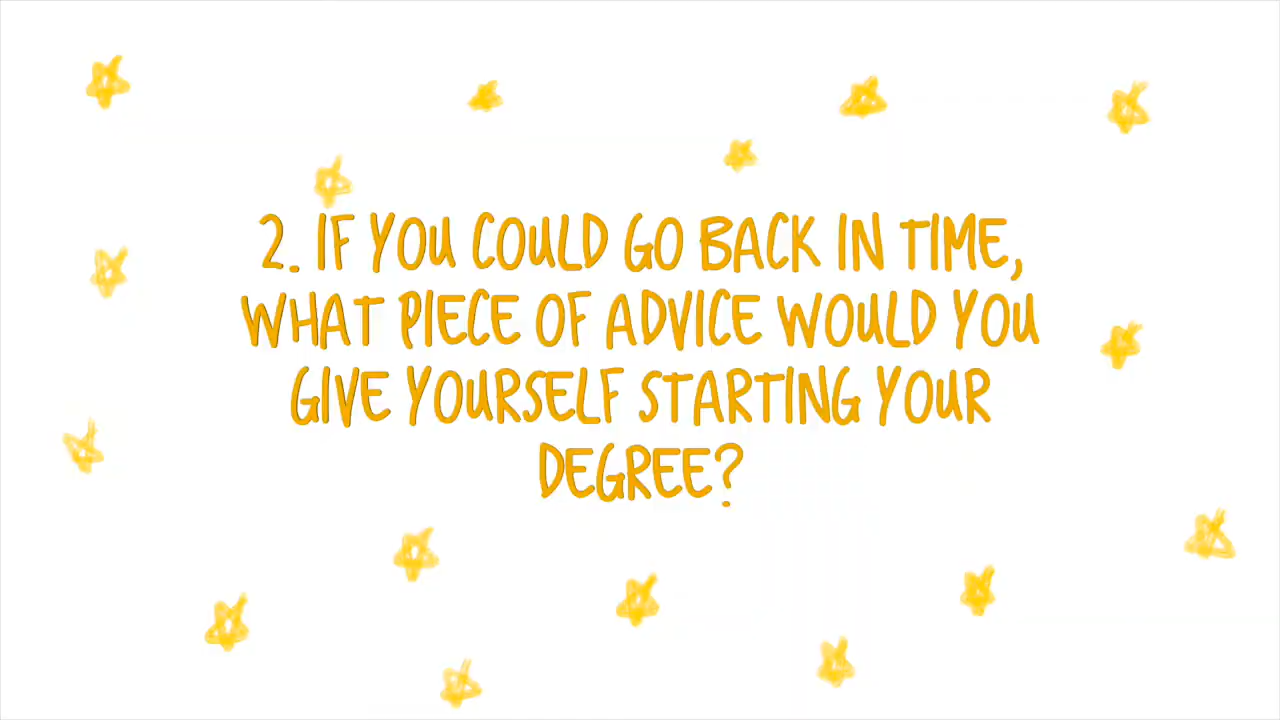 2. IF YOU COULD GO BACK IN TIME,
WHAT PIECE OF ADVICE WOULD YOU
GIVE YOURSELF STARTING YOUR
DEGREE?